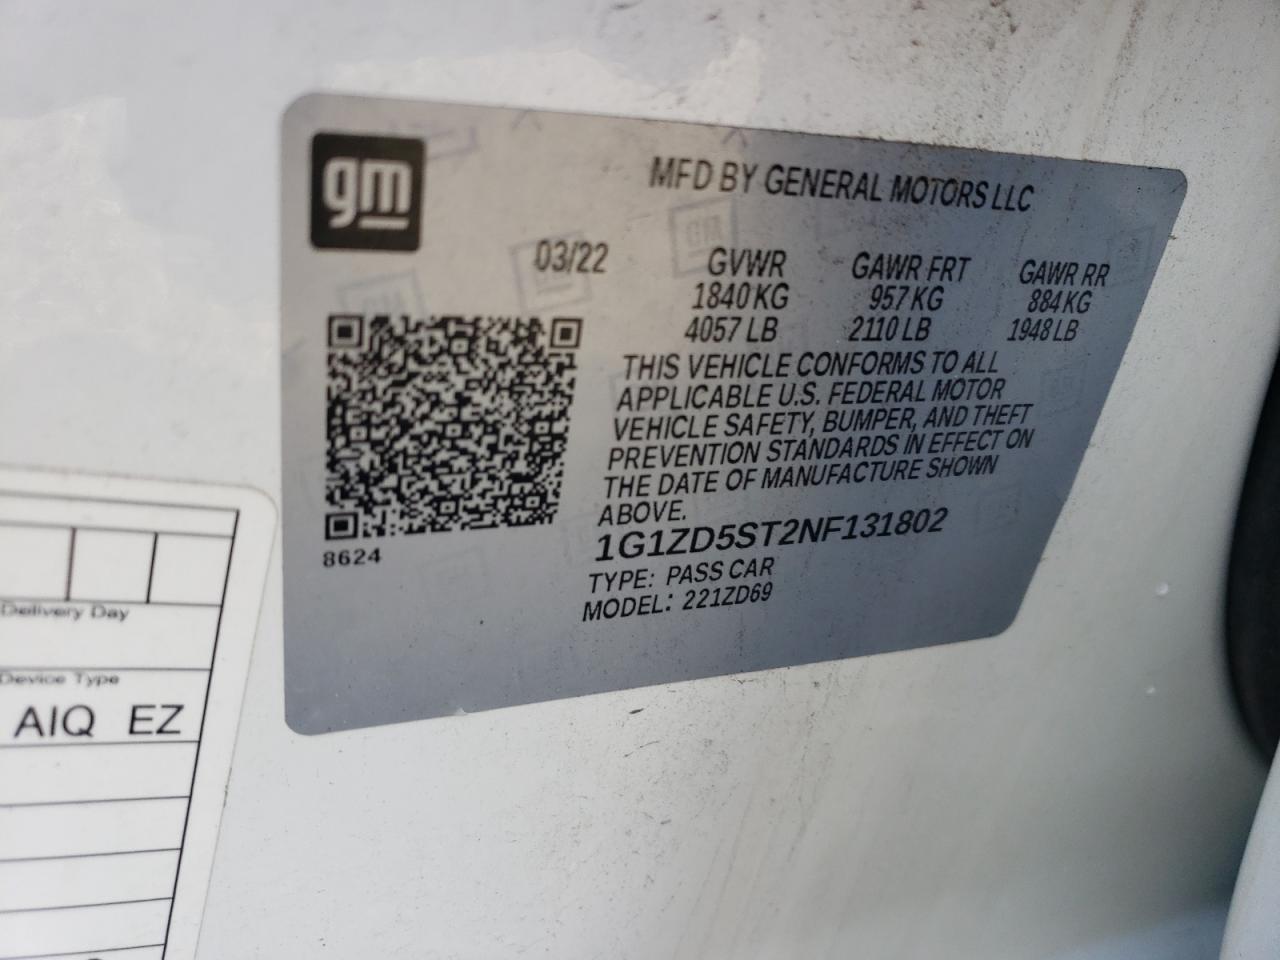 gm
MFD BY GENERAL MOTORS LLC
03/22
GVWR GAWR FRT GAWR RR
1840 KG 957 KG 884 KG
4057 LB 2110 LB 1948 LB
THIS VEHICLE CONFORMS TO ALL
APPLICABLE U.S. FEDERAL MOTOR
VEHICLE SAFETY, BUMPER, AND THEFT
PREVENTION STANDARDS IN EFFECT ON
THE DATE OF MANUFACTURE SHOWN
ABOVE.
1G1ZD5ST2NF131802
TYPE: PASS CAR
MODEL: 221ZD69
8624
Delivery Day
Device Type
AIQ EZ